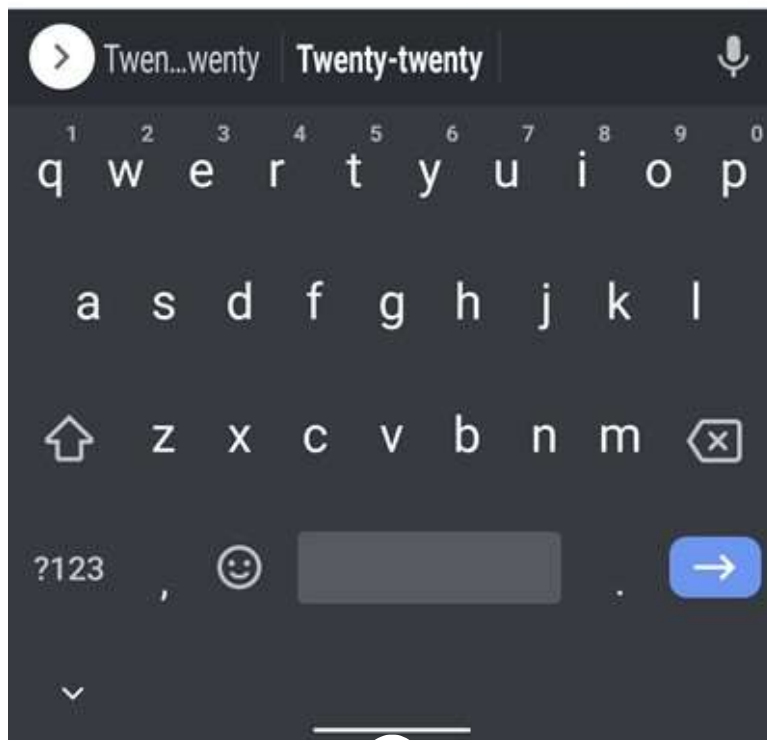 Twen...wenty Twenty-twenty
1 2 3 4 5 6 7 8 9 0
q w e r t y u i o p
a s d f g h j k l
z x c v b n m
?123 , .